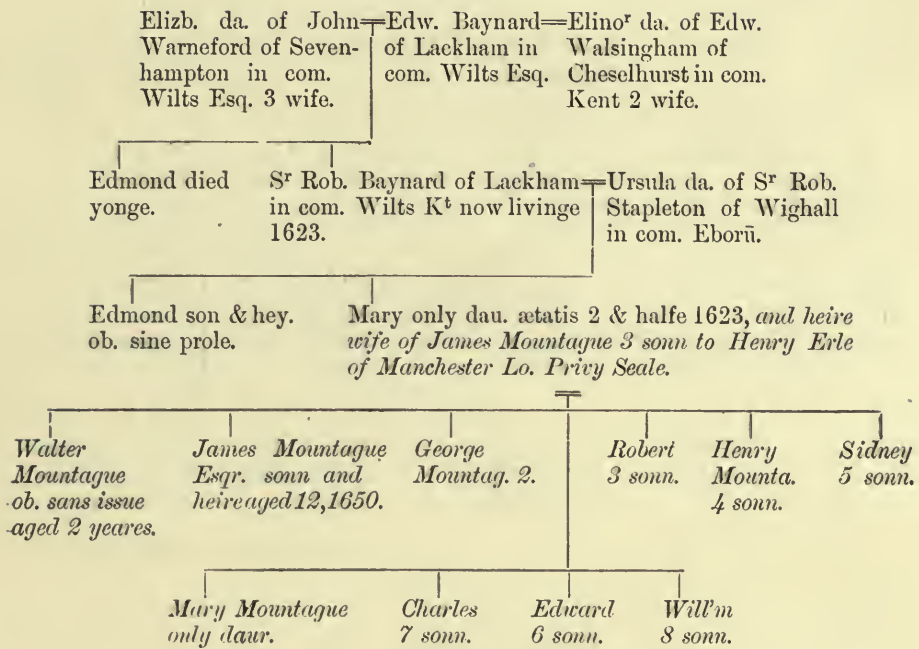 Elizb. da. of John
Warneford of Seven-
hampton in com.
Wilts Esq. 3 wife.
Edw. Baynard
of Lackham in
com. Wilts Esq.
Elinoʳ da. of Edw.
Walsingham of
Cheselhurst in com.
Kent 2 wife.
Edmond died
yonge.
Sʳ Rob. Baynard of Lackham
in com. Wilts Kᵗ now livinge
1623.
Ursula da. of Sʳ Rob.
Stapleton of Wighall
in com. Eborū.
Edmond son & hey.
ob. sine prole.
Mary only dau. ætatis 2 & halfe 1623, and heire
wife of James Mountague 3 sonn to Henry Erle
of Manchester Lo. Privy Seale.
Walter
Mountague
ob. sans issue
aged 2 yeares.
James Mountague
Esqr. sonn and
heire aged 12, 1650.
George
Mountag. 2.
Robert
3 sonn.
Henry
Mounta.
4 sonn.
Sidney
5 sonn.
Mary Mountague
only daur.
Charles
7 sonn.
Edward
6 sonn.
Will'm
8 sonn.